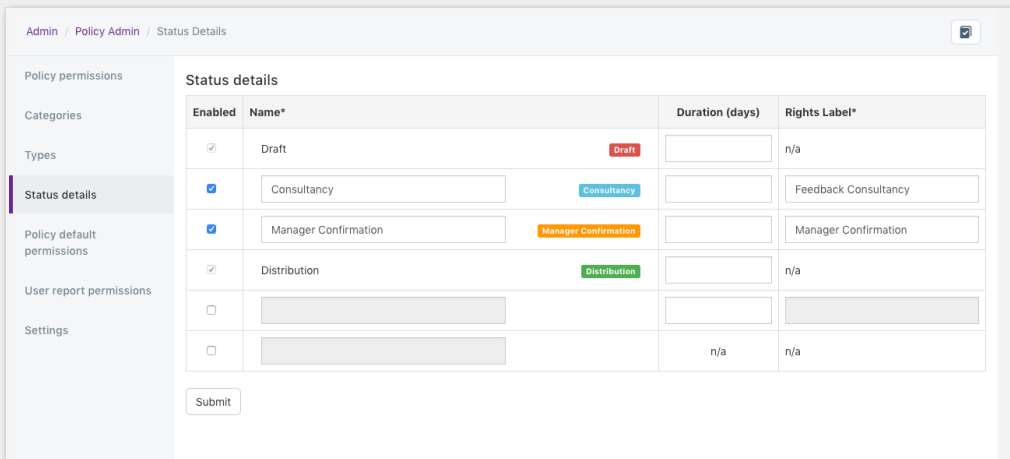 Admin / Policy Admin / Status Details
Policy permissions
Categories
Types
Status details
Policy default
permissions
User report permissions
Settings
Status details
Enabled Name* Duration (days) Rights Label*
Draft Draft n/a
Consultancy Consultancy Feedback Consultancy
Manager Confirmation Manager Confirmation Manager Confirmation
Distribution Distribution n/a
n/a n/a
Submit